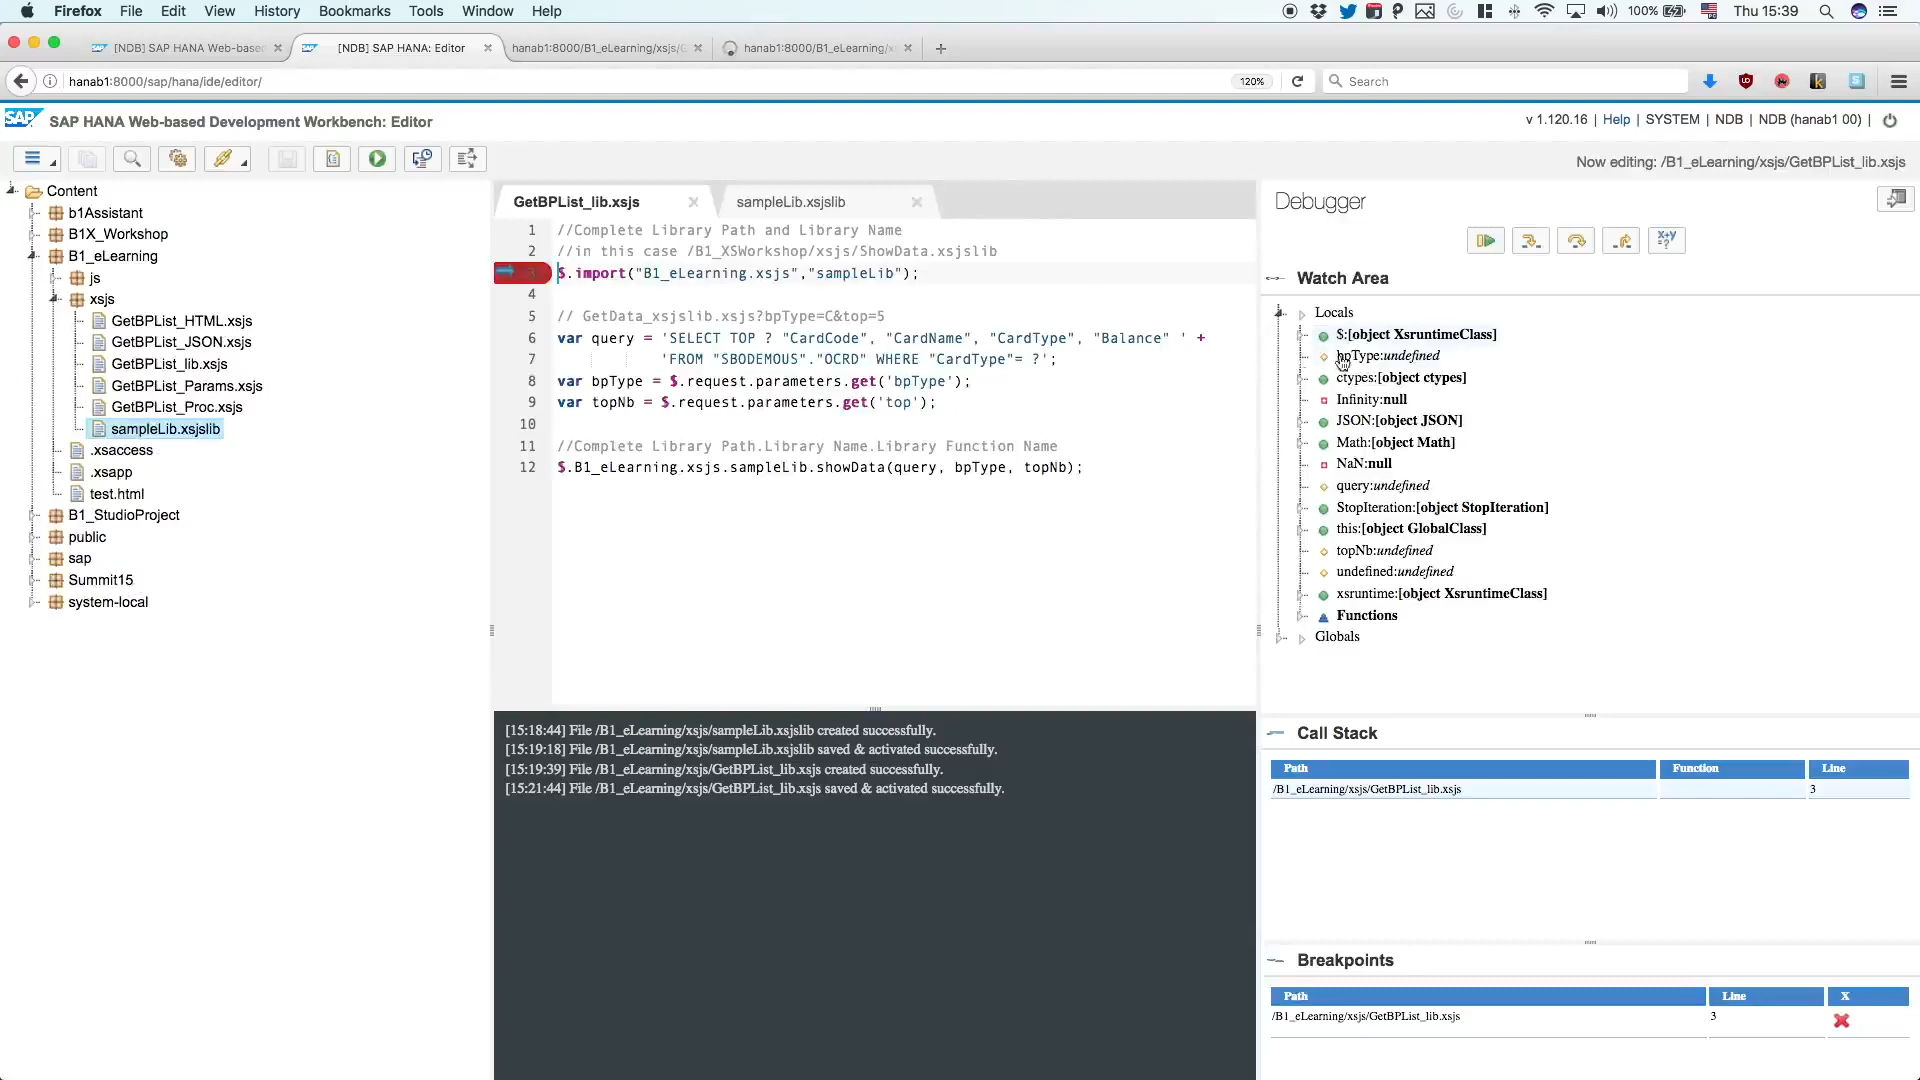 Firefox File Edit View History Bookmarks Tools Window Help 100% Thu 15:39
[NDB] SAP HANA Web-based [NDB] SAP HANA: Editor hanab1:8000/B1_eLearning/xsjs/G hanab1:8000/B1_eLearning/x
hanab1:8000/sap/hana/ide/editor/ 120% Search
SAP SAP HANA Web-based Development Workbench: Editor v 1.120.16 | Help | SYSTEM | NDB | NDB (hanab1 00) |
Now editing: /B1_eLearning/xsjs/GetBPList_lib.xsjs
Content
b1Assistant
B1X_Workshop
B1_eLearning
js
xsjs
GetBPList_HTML.xsjs
GetBPList_JSON.xsjs
GetBPList_lib.xsjs
GetBPList_Params.xsjs
GetBPList_Proc.xsjs
sampleLib.xsjslib
.xsaccess
.xsapp
test.html
B1_StudioProject
public
sap
Summit15
system-local
GetBPList_lib.xsjs sampleLib.xsjslib
1 //Complete Library Path and Library Name
2 //in this case /B1_XSWorkshop/xsjs/ShowData.xsjslib
3 $.import("B1_eLearning.xsjs","sampleLib");
4
5 // GetData_xsjslib.xsjs?bpType=C&top=5
6 var query = 'SELECT TOP ? "CardCode", "CardName", "CardType", "Balance" ' +
7 'FROM "SBODEMOUS"."OCRD" WHERE "CardType"= ?';
8 var bpType = $.request.parameters.get('bpType');
9 var topNb = $.request.parameters.get('top');
10
11 //Complete Library Path.Library Name.Library Function Name
12 $.B1_eLearning.xsjs.sampleLib.showData(query, bpType, topNb);
[15:18:44] File /B1_eLearning/xsjs/sampleLib.xsjslib created successfully.
[15:19:18] File /B1_eLearning/xsjs/sampleLib.xsjslib saved & activated successfully.
[15:19:39] File /B1_eLearning/xsjs/GetBPList_lib.xsjs created successfully.
[15:21:44] File /B1_eLearning/xsjs/GetBPList_lib.xsjs saved & activated successfully.
Debugger
x+y=?
Watch Area
Locals
$:[object XsruntimeClass]
bpType:undefined
ctypes:[object ctypes]
Infinity:null
JSON:[object JSON]
Math:[object Math]
NaN:null
query:undefined
StopIteration:[object StopIteration]
this:[object GlobalClass]
topNb:undefined
undefined:undefined
xsruntime:[object XsruntimeClass]
Functions
Globals
Call Stack
Path Function Line
/B1_eLearning/xsjs/GetBPList_lib.xsjs 3
Breakpoints
Path Line X
/B1_eLearning/xsjs/GetBPList_lib.xsjs 3